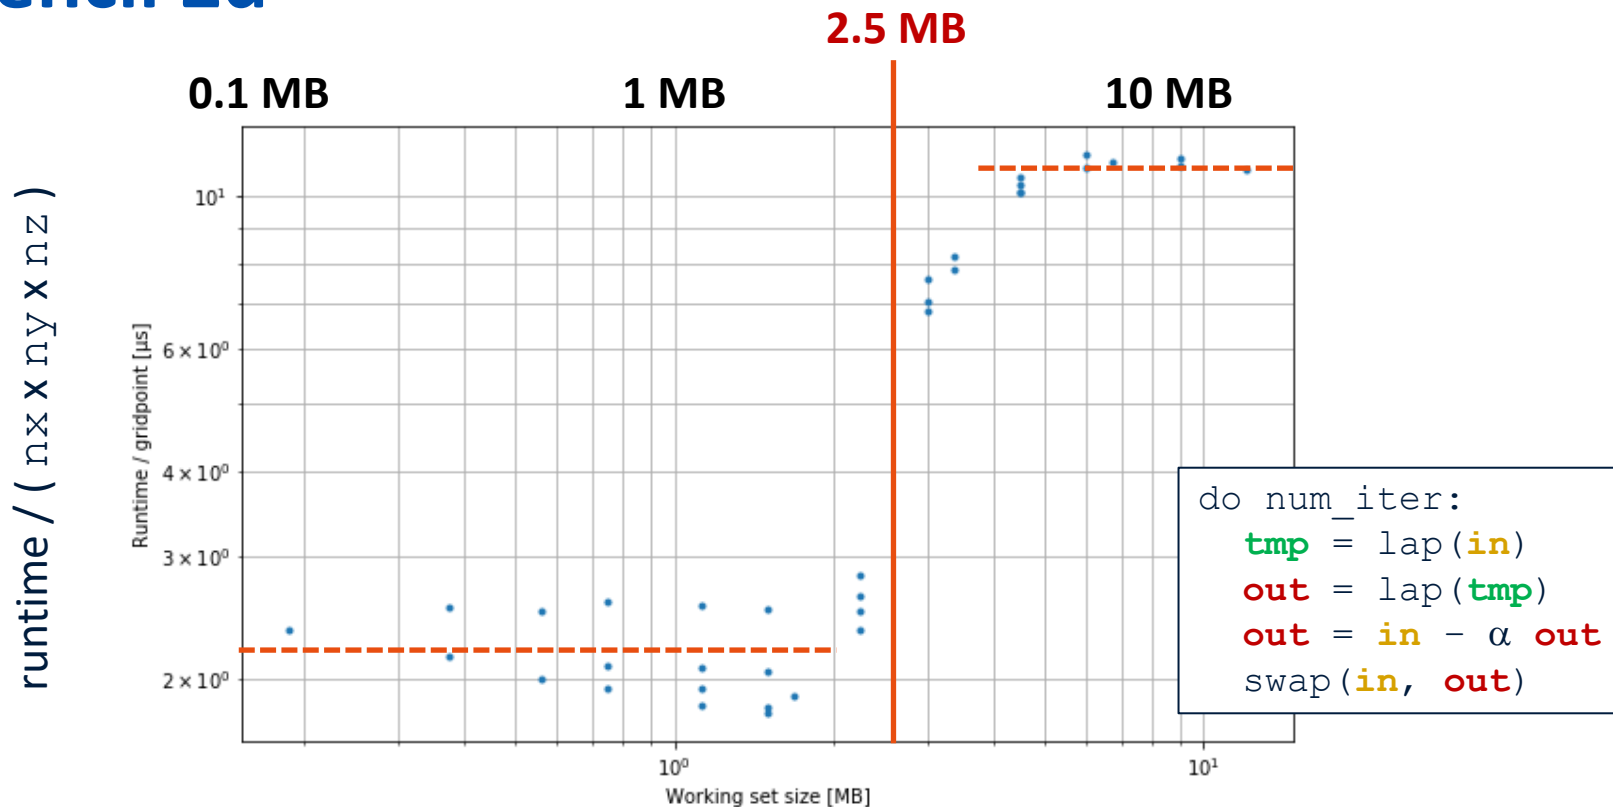 2.5 MB
0.1 MB
1 MB
10 MB
runtime / ( nx x ny x nz )
Runtime / gridpoint [µs]
10¹
6 × 10⁰
4 × 10⁰
3 × 10⁰
2 × 10⁰
10⁰
10¹
Working set size [MB]
do num_iter:
tmp = lap(in)
out = lap(tmp)
out = in - α out
swap(in, out)